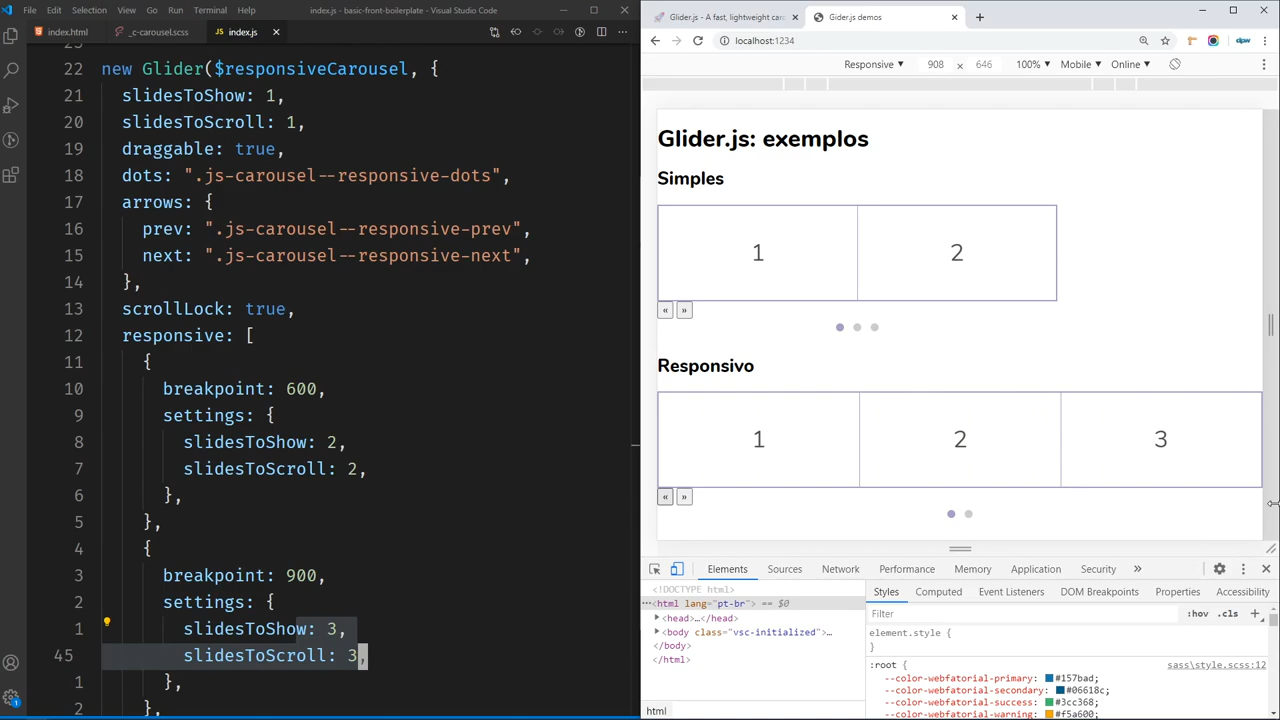 File Edit Selection View Go Run Terminal Help index.js - basic-front-boilerplate - Visual Studio Code
index.html _c-carousel.scss index.js
22 new Glider($responsiveCarousel, {
21 slidesToShow: 1,
20 slidesToScroll: 1,
19 draggable: true,
18 dots: ".js-carousel--responsive-dots",
17 arrows: {
16 prev: ".js-carousel--responsive-prev",
15 next: ".js-carousel--responsive-next",
14 },
13 scrollLock: true,
12 responsive: [
11 {
10 breakpoint: 600,
9 settings: {
8 slidesToShow: 2,
7 slidesToScroll: 2,
6 },
5 },
4 {
3 breakpoint: 900,
2 settings: {
1 slidesToShow: 3,
45 slidesToScroll: 3,
1 },
2 },
Glider.js - A fast, lightweight car
Gider.js demos
localhost:1234
dpw
Responsive 908 × 646 100% Mobile Online
Glider.js: exemplos
Simples
1 2
« »
Responsivo
1 2 3
« »
Elements Sources Network Performance Memory Application Security »
<!DOCTYPE html>
···<html lang="pt-br"> == $0
<head>…</head>
<body class="vsc-initialized">…
</body>
</html>
html
Styles Computed Event Listeners DOM Breakpoints Properties Accessibility
Filter :hov .cls +
element.style {
}
:root { sass\style.scss:12
--color-webfatorial-primary: #157bad;
--color-webfatorial-secondary: #06618c;
--color-webfatorial-success: #3cc368;
--color-webfatorial-warning: #f5a600;